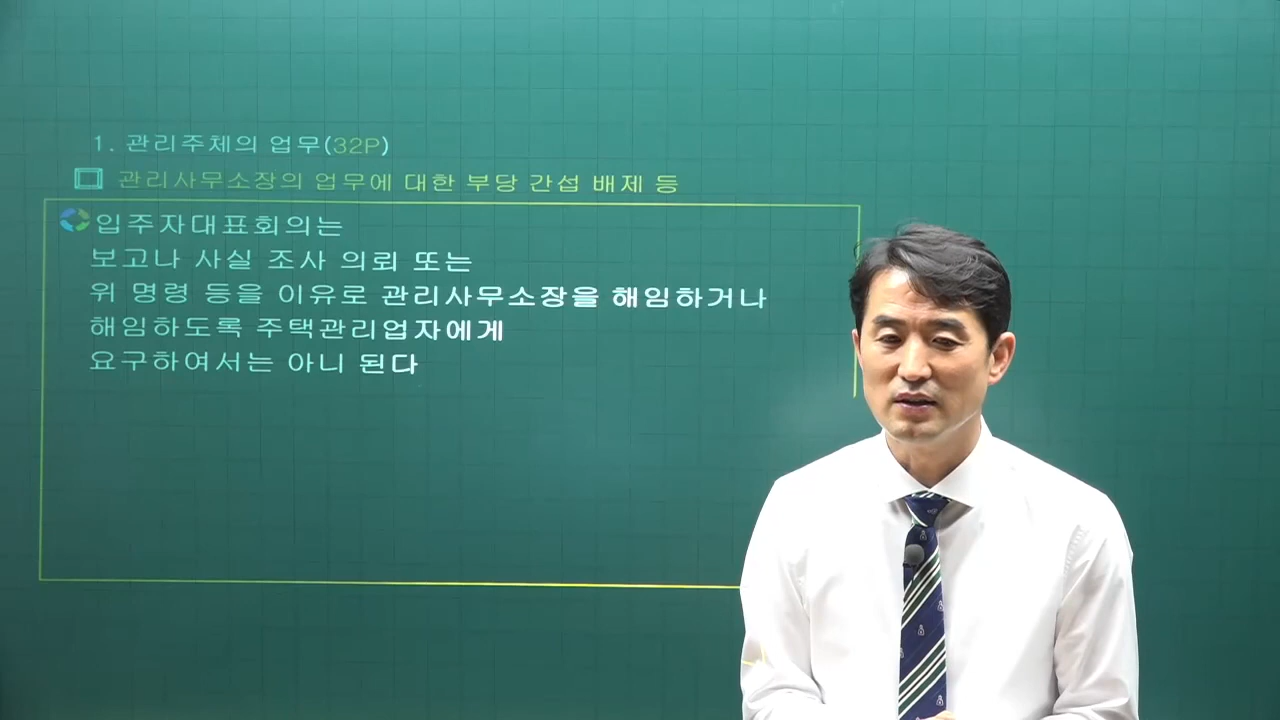 1. 관리주체의 업무(32P)
관리사무소장의 업무에 대한 부당 간섭 배제 등
입주자대표회의는
보고나 사실 조사 의뢰 또는
위 명령 등을 이유로 관리사무소장을 해임하거나
해임하도록 주택관리업자에게
요구하여서는 아니 된다